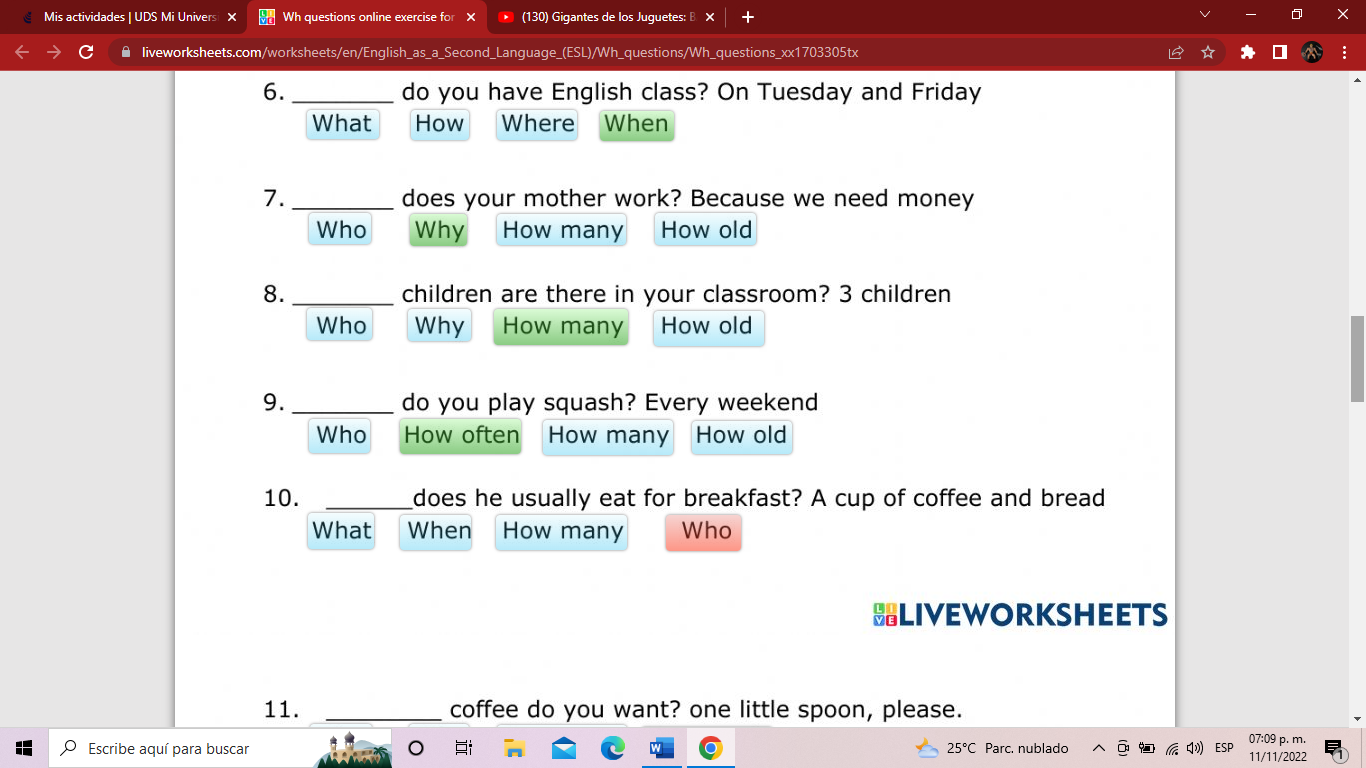 Mis actividades | UDS Mi Univers
Wh questions online exercise for
(130) Gigantes de los Juguetes: B
liveworksheets.com/worksheets/en/English_as_a_Second_Language_(ESL)/Wh_questions/Wh_questions_xx1703305tx
6. _______ do you have English class? On Tuesday and Friday
What How Where When
7. _______ does your mother work? Because we need money
Who Why How many How old
8. _______ children are there in your classroom? 3 children
Who Why How many How old
9. _______ do you play squash? Every weekend
Who How often How many How old
10. ______does he usually eat for breakfast? A cup of coffee and bread
What When How many Who
LIVE LIVEWORKSHEETS
11. ________ coffee do you want? one little spoon, please.
Escribe aquí para buscar
25°C Parc. nublado
ESP
07:09 p. m.
11/11/2022
1